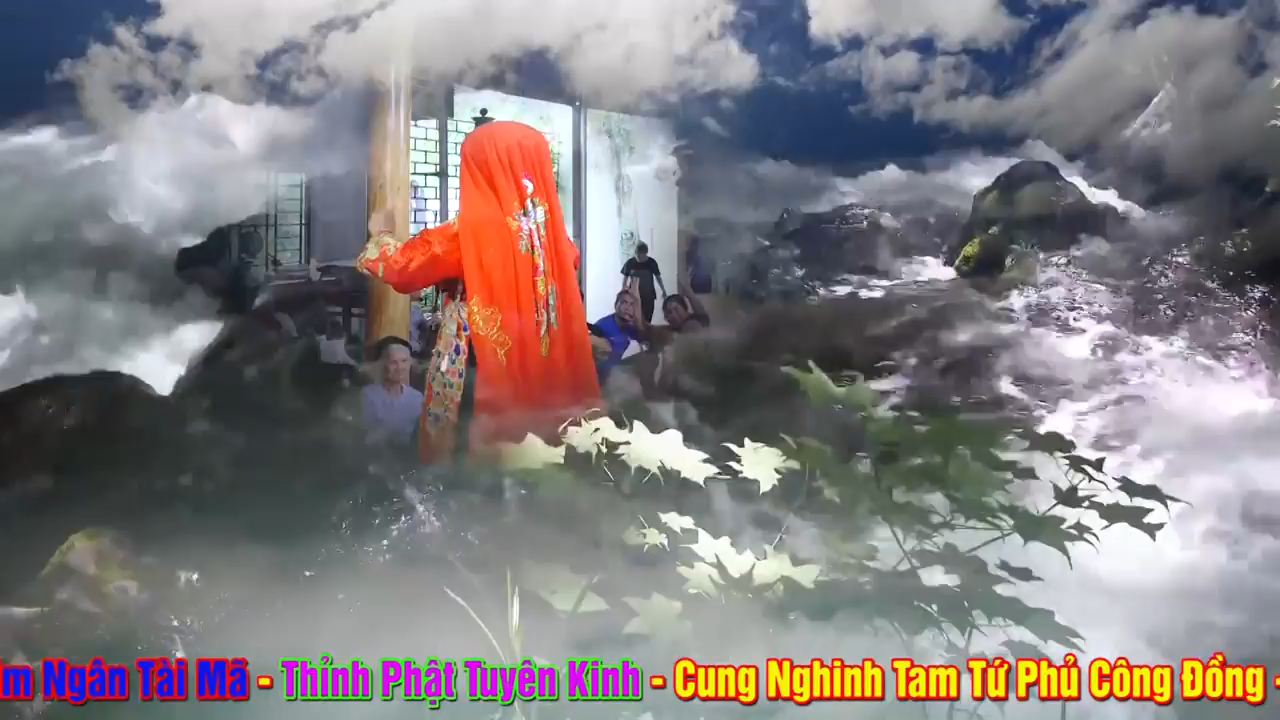 m Ngân Tài Mã - Thỉnh Phật Tuyên Kinh - Cung Nghinh Tam Tứ Phủ Công Đồng -